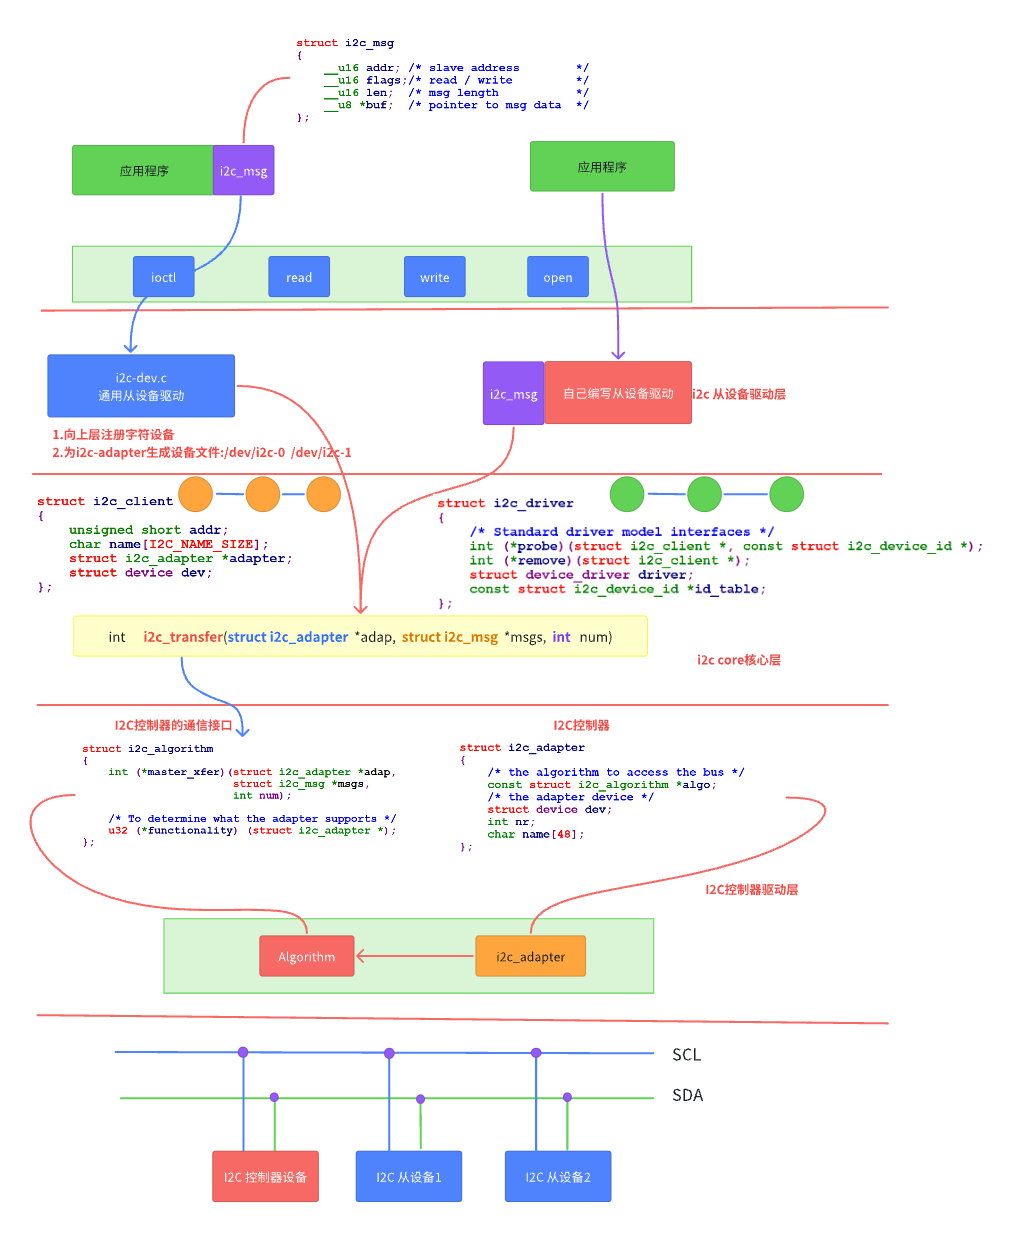 struct i2c_msg
{
    __u16 addr; /* slave address        */
    __u16 flags;/* read / write         */
    __u16 len;  /* msg length           */
    __u8 *buf;  /* pointer to msg data  */
};
应用程序
i2c_msg
应用程序
ioctl
read
write
open
i2c-dev.c
通用从设备驱动
i2c_msg
自己编写从设备驱动
i2c 从设备驱动层
1.向上层注册字符设备
2.为i2c-adapter生成设备文件:/dev/i2c-0 /dev/i2c-1
struct i2c_client
{
    unsigned short addr;
    char name[I2C_NAME_SIZE];
    struct i2c_adapter *adapter;
    struct device dev;
};
struct i2c_driver
{
    /* Standard driver model interfaces */
    int (*probe)(struct i2c_client *, const struct i2c_device_id *);
    int (*remove)(struct i2c_client *);
    struct device_driver driver;
    const struct i2c_device_id *id_table;
};
int i2c_transfer(struct i2c_adapter *adap, struct i2c_msg *msgs, int num)
i2c core核心层
I2C控制器的通信接口
struct i2c_algorithm
{
    int (*master_xfer)(struct i2c_adapter *adap,
                      struct i2c_msg *msgs,
                      int num);
    /* To determine what the adapter supports */
    u32 (*functionality) (struct i2c_adapter *);
};
I2C控制器
struct i2c_adapter
{
    /* the algorithm to access the bus */
    const struct i2c_algorithm *algo;
    /* the adapter device */
    struct device dev;
    int nr;
    char name[48];
};
I2C控制器驱动层
Algorithm
i2c_adapter
SCL
SDA
I2C 控制器设备
I2C 从设备1
I2C 从设备2